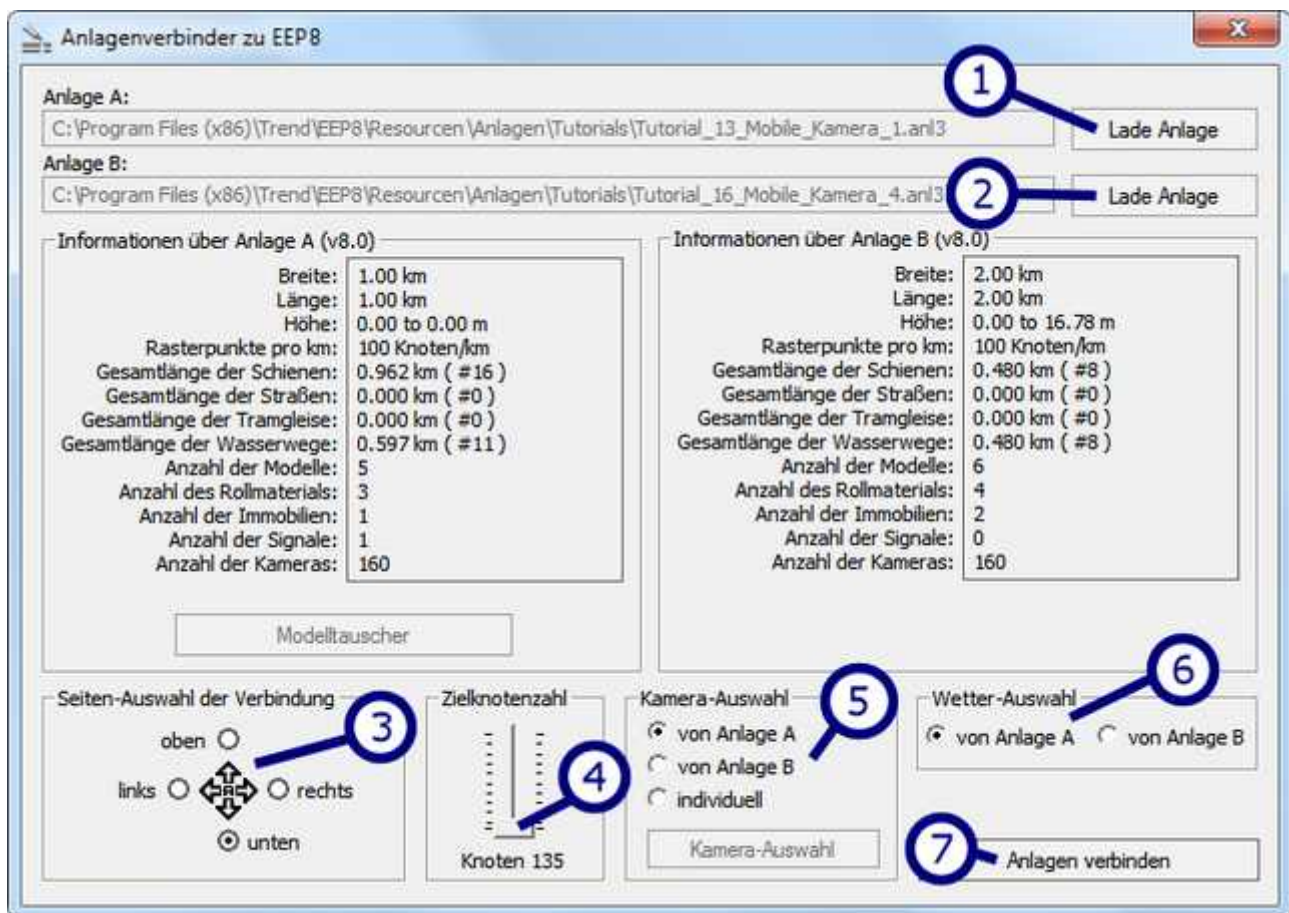 Anlagenverbinder zu EEP8
Anlage A:
C:\Program Files (x86)\Trend\EEP8\Resourcen\Anlagen\Tutorials\Tutorial_13_Mobile_Kamera_1.anl3
1
Lade Anlage
Anlage B:
C:\Program Files (x86)\Trend\EEP8\Resourcen\Anlagen\Tutorials\Tutorial_16_Mobile_Kamera_4.anl3
2
Lade Anlage
Informationen über Anlage A (v8.0)
Breite: 1.00 km
Länge: 1.00 km
Höhe: 0.00 to 0.00 m
Rasterpunkte pro km: 100 Knoten/km
Gesamtlänge der Schienen: 0.962 km ( #16 )
Gesamtlänge der Straßen: 0.000 km ( #0 )
Gesamtlänge der Tramgleise: 0.000 km ( #0 )
Gesamtlänge der Wasserwege: 0.597 km ( #11 )
Anzahl der Modelle: 5
Anzahl des Rollmaterials: 3
Anzahl der Immobilien: 1
Anzahl der Signale: 1
Anzahl der Kameras: 160
Modelltauscher
Informationen über Anlage B (v8.0)
Breite: 2.00 km
Länge: 2.00 km
Höhe: 0.00 to 16.78 m
Rasterpunkte pro km: 100 Knoten/km
Gesamtlänge der Schienen: 0.480 km ( #8 )
Gesamtlänge der Straßen: 0.000 km ( #0 )
Gesamtlänge der Tramgleise: 0.000 km ( #0 )
Gesamtlänge der Wasserwege: 0.480 km ( #8 )
Anzahl der Modelle: 6
Anzahl des Rollmaterials: 4
Anzahl der Immobilien: 2
Anzahl der Signale: 0
Anzahl der Kameras: 160
Seiten-Auswahl der Verbindung
3
oben
links
A
rechts
unten
Zielknotenzahl
4
Knoten 135
Kamera-Auswahl
5
von Anlage A
von Anlage B
individuell
Kamera-Auswahl
Wetter-Auswahl
6
von Anlage A
von Anlage B
7
Anlagen verbinden